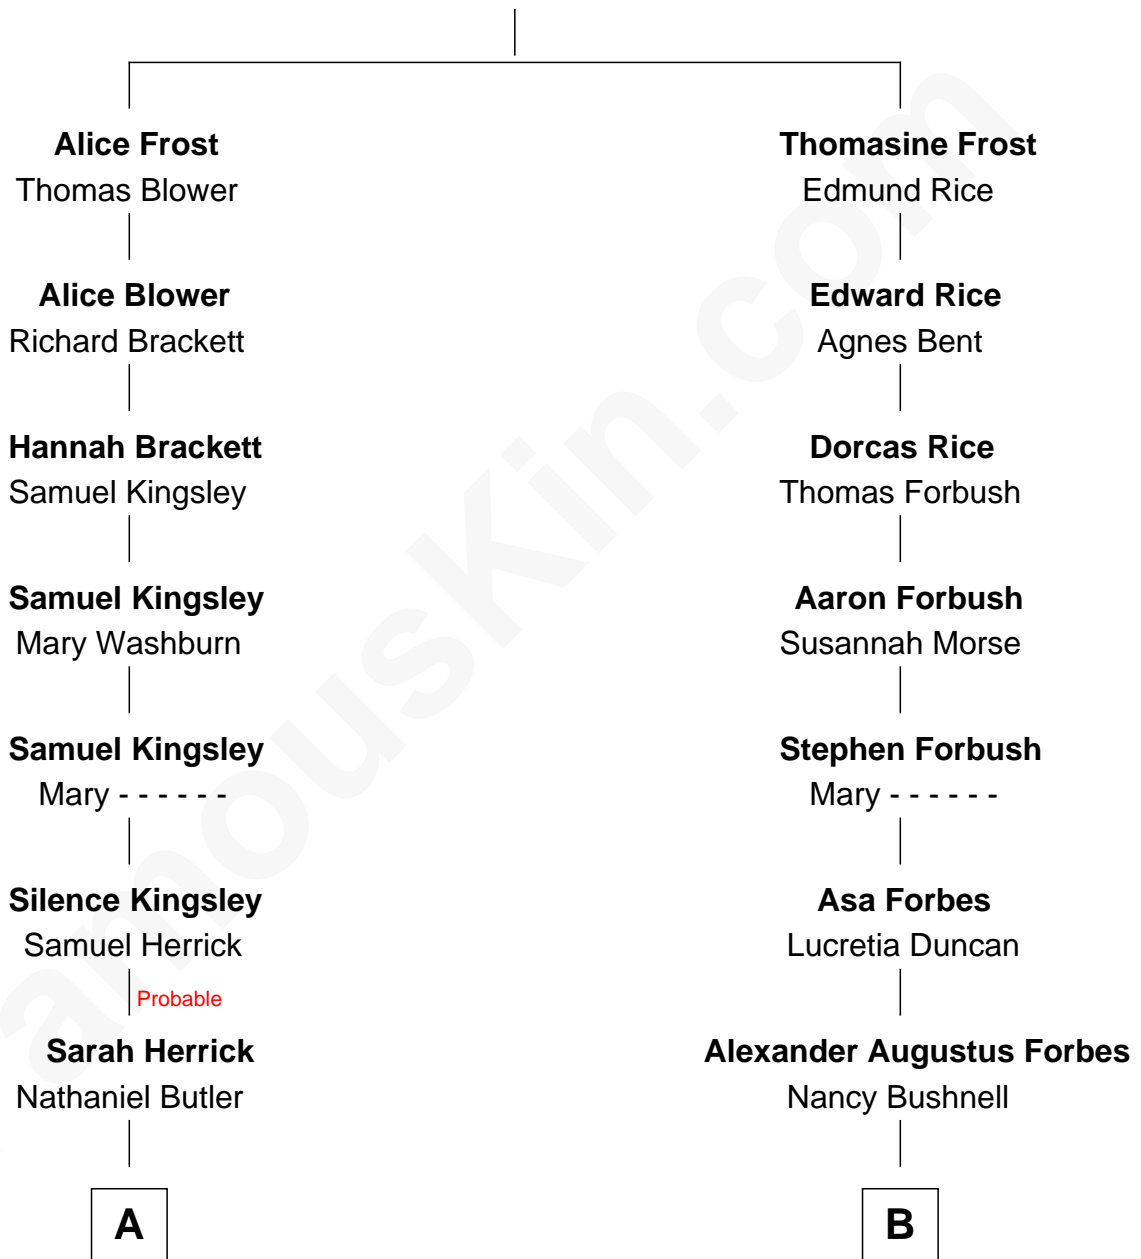 Alice Frost
Thomas Blower
Thomasine Frost
Edmund Rice
Alice Blower
Richard Brackett
Edward Rice
Agnes Bent
Hannah Brackett
Samuel Kingsley
Dorcas Rice
Thomas Forbush
Samuel Kingsley
Mary Washburn
Aaron Forbush
Susannah Morse
Samuel Kingsley
Mary - - - - - -
Stephen Forbush
Mary - - - - - -
Silence Kingsley
Samuel Herrick
Asa Forbes
Lucretia Duncan
Probable
Sarah Herrick
Nathaniel Butler
Alexander Augustus Forbes
Nancy Bushnell
A
B
amouskin.com